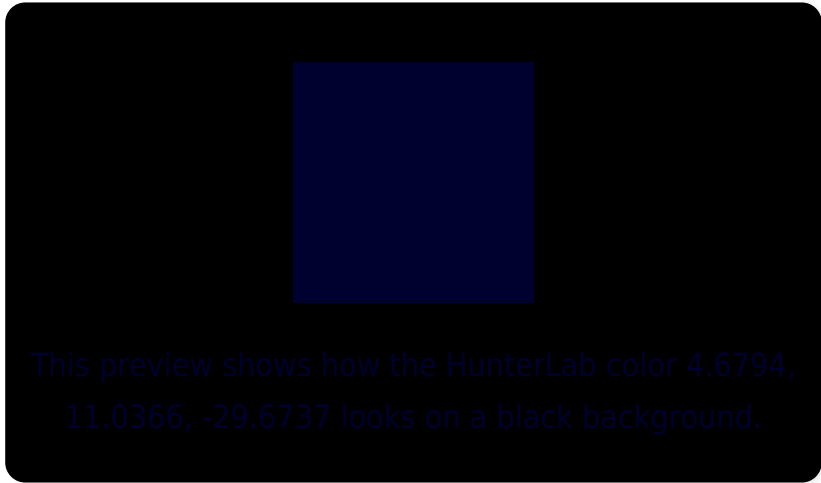 This preview shows how the HunterLab color 4.6794,
11.0366, -29.6737 looks on a black background.